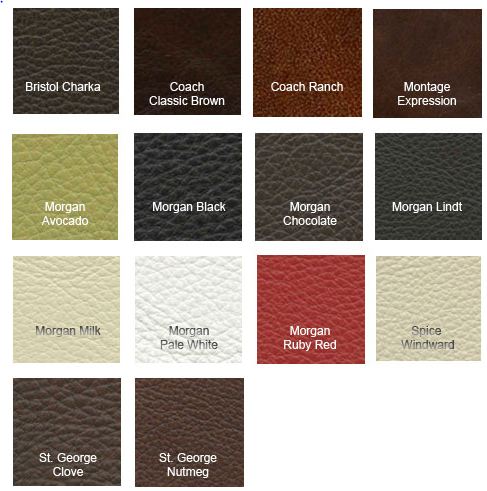 Bristol Charka
Coach
Classic Brown
Coach Ranch
Montage
Expression
Morgan
Avocado
Morgan Black
Morgan
Chocolate
Morgan Lindt
Morgan Milk
Morgan
Pale White
Morgan
Ruby Red
Spice
Windward
St. George
Clove
St. George
Nutmeg